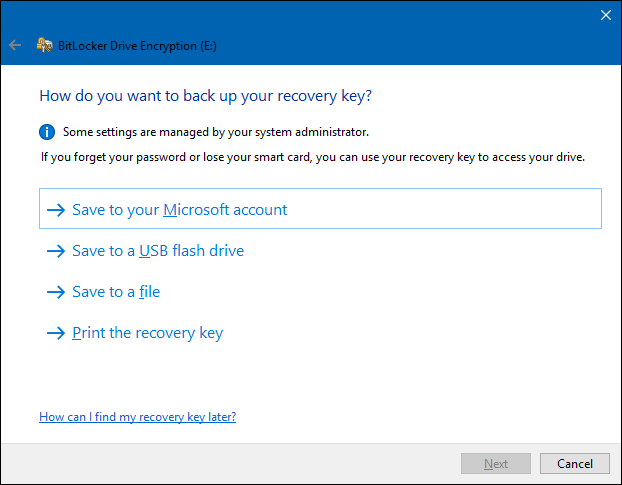 BitLocker Drive Encryption (E:)
How do you want to back up your recovery key?
Some settings are managed by your system administrator.
If you forget your password or lose your smart card, you can use your recovery key to access your drive.
Save to your Microsoft account
Save to a USB flash drive
Save to a file
Print the recovery key
How can I find my recovery key later?
Next
Cancel